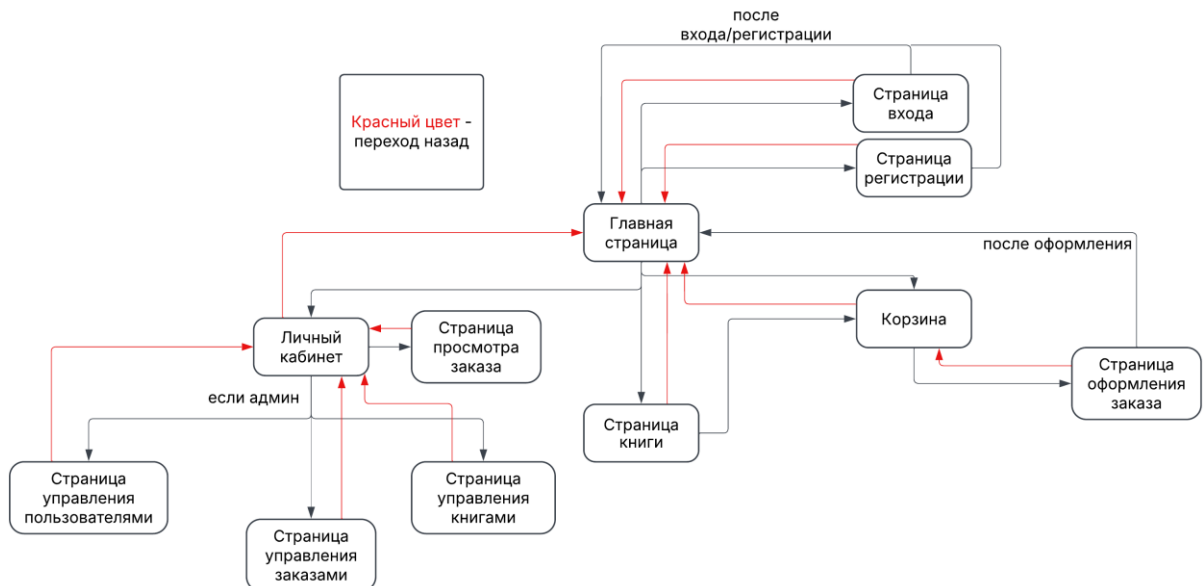 после
входа/регистрации
Страница
входа
Красный цвет -
переход назад
Страница
регистрации
Главная
страница
после оформления
Личный
кабинет
Страница
просмотра
заказа
Корзина
Страница
оформления
заказа
если админ
Страница
книги
Страница
управления
пользователями
Страница
управления
заказами
Страница
управления
книгами